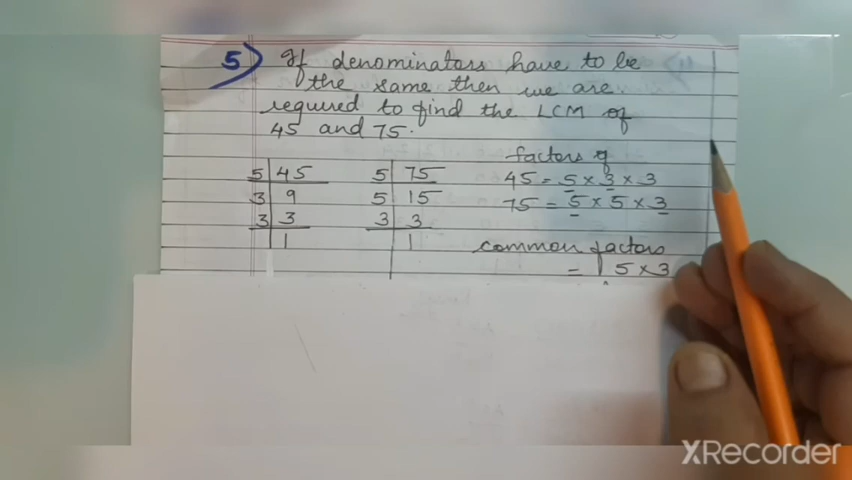 5) If denominators have to be
the same then we are
required to find the LCM of
45 and 75.
5 45
3 9
3 3
1
5 75
5 15
3 3
1
factors of
45 = 5 × 3 × 3
75 = 5 × 5 × 3
common factors
= 5 × 3
XRecorder